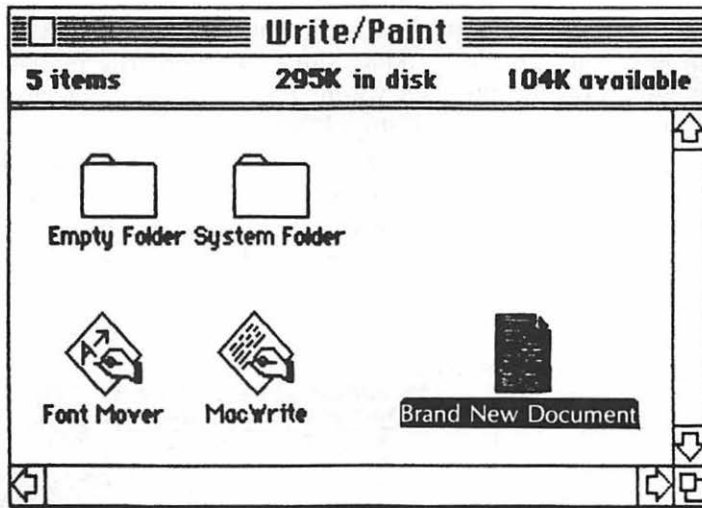 Write/Paint
5 items 295K in disk 104K available
Empty Folder System Folder
Font Mover MacWrite Brand New Document